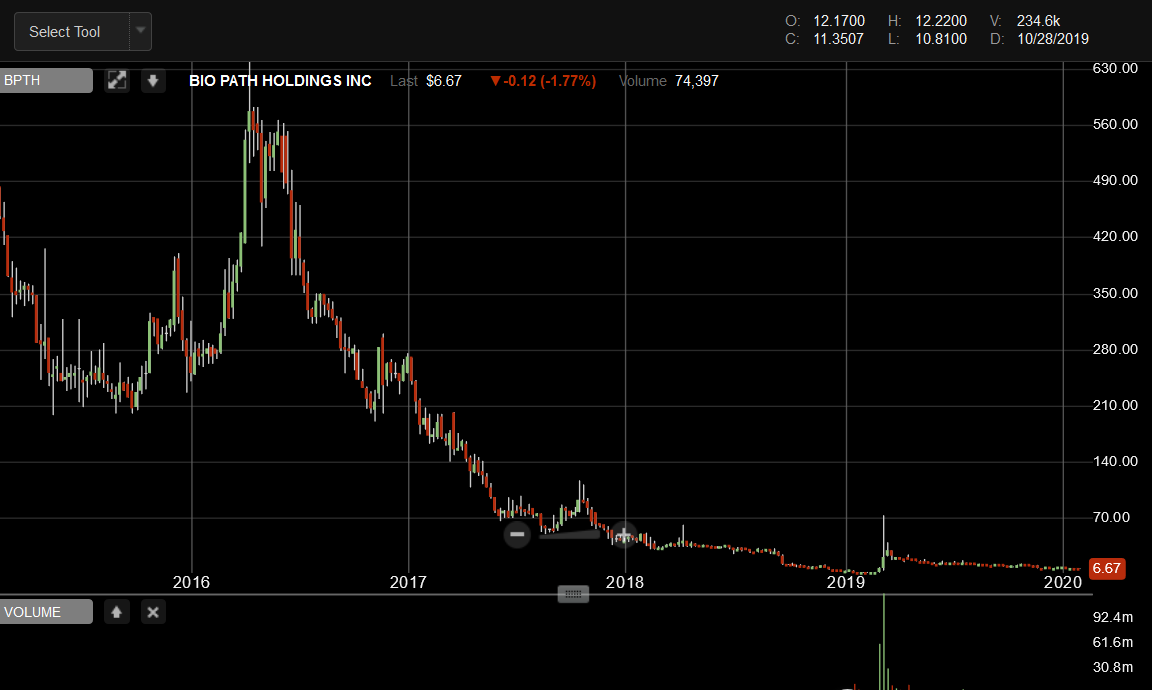 Select Tool
O: 12.1700 H: 12.2200 V: 234.6k
C: 11.3507 L: 10.8100 D: 10/28/2019
BPTH BIO PATH HOLDINGS INC Last $6.67 ▼-0.12 (-1.77%) Volume 74,397
630.00
560.00
490.00
420.00
350.00
280.00
210.00
140.00
70.00
6.67
2016 2017 2018 2019 2020
VOLUME
92.4m
61.6m
30.8m